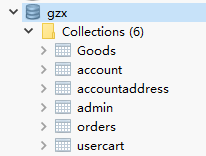 gzx
Collections (6)
Goods
account
accountaddress
admin
orders
usercart